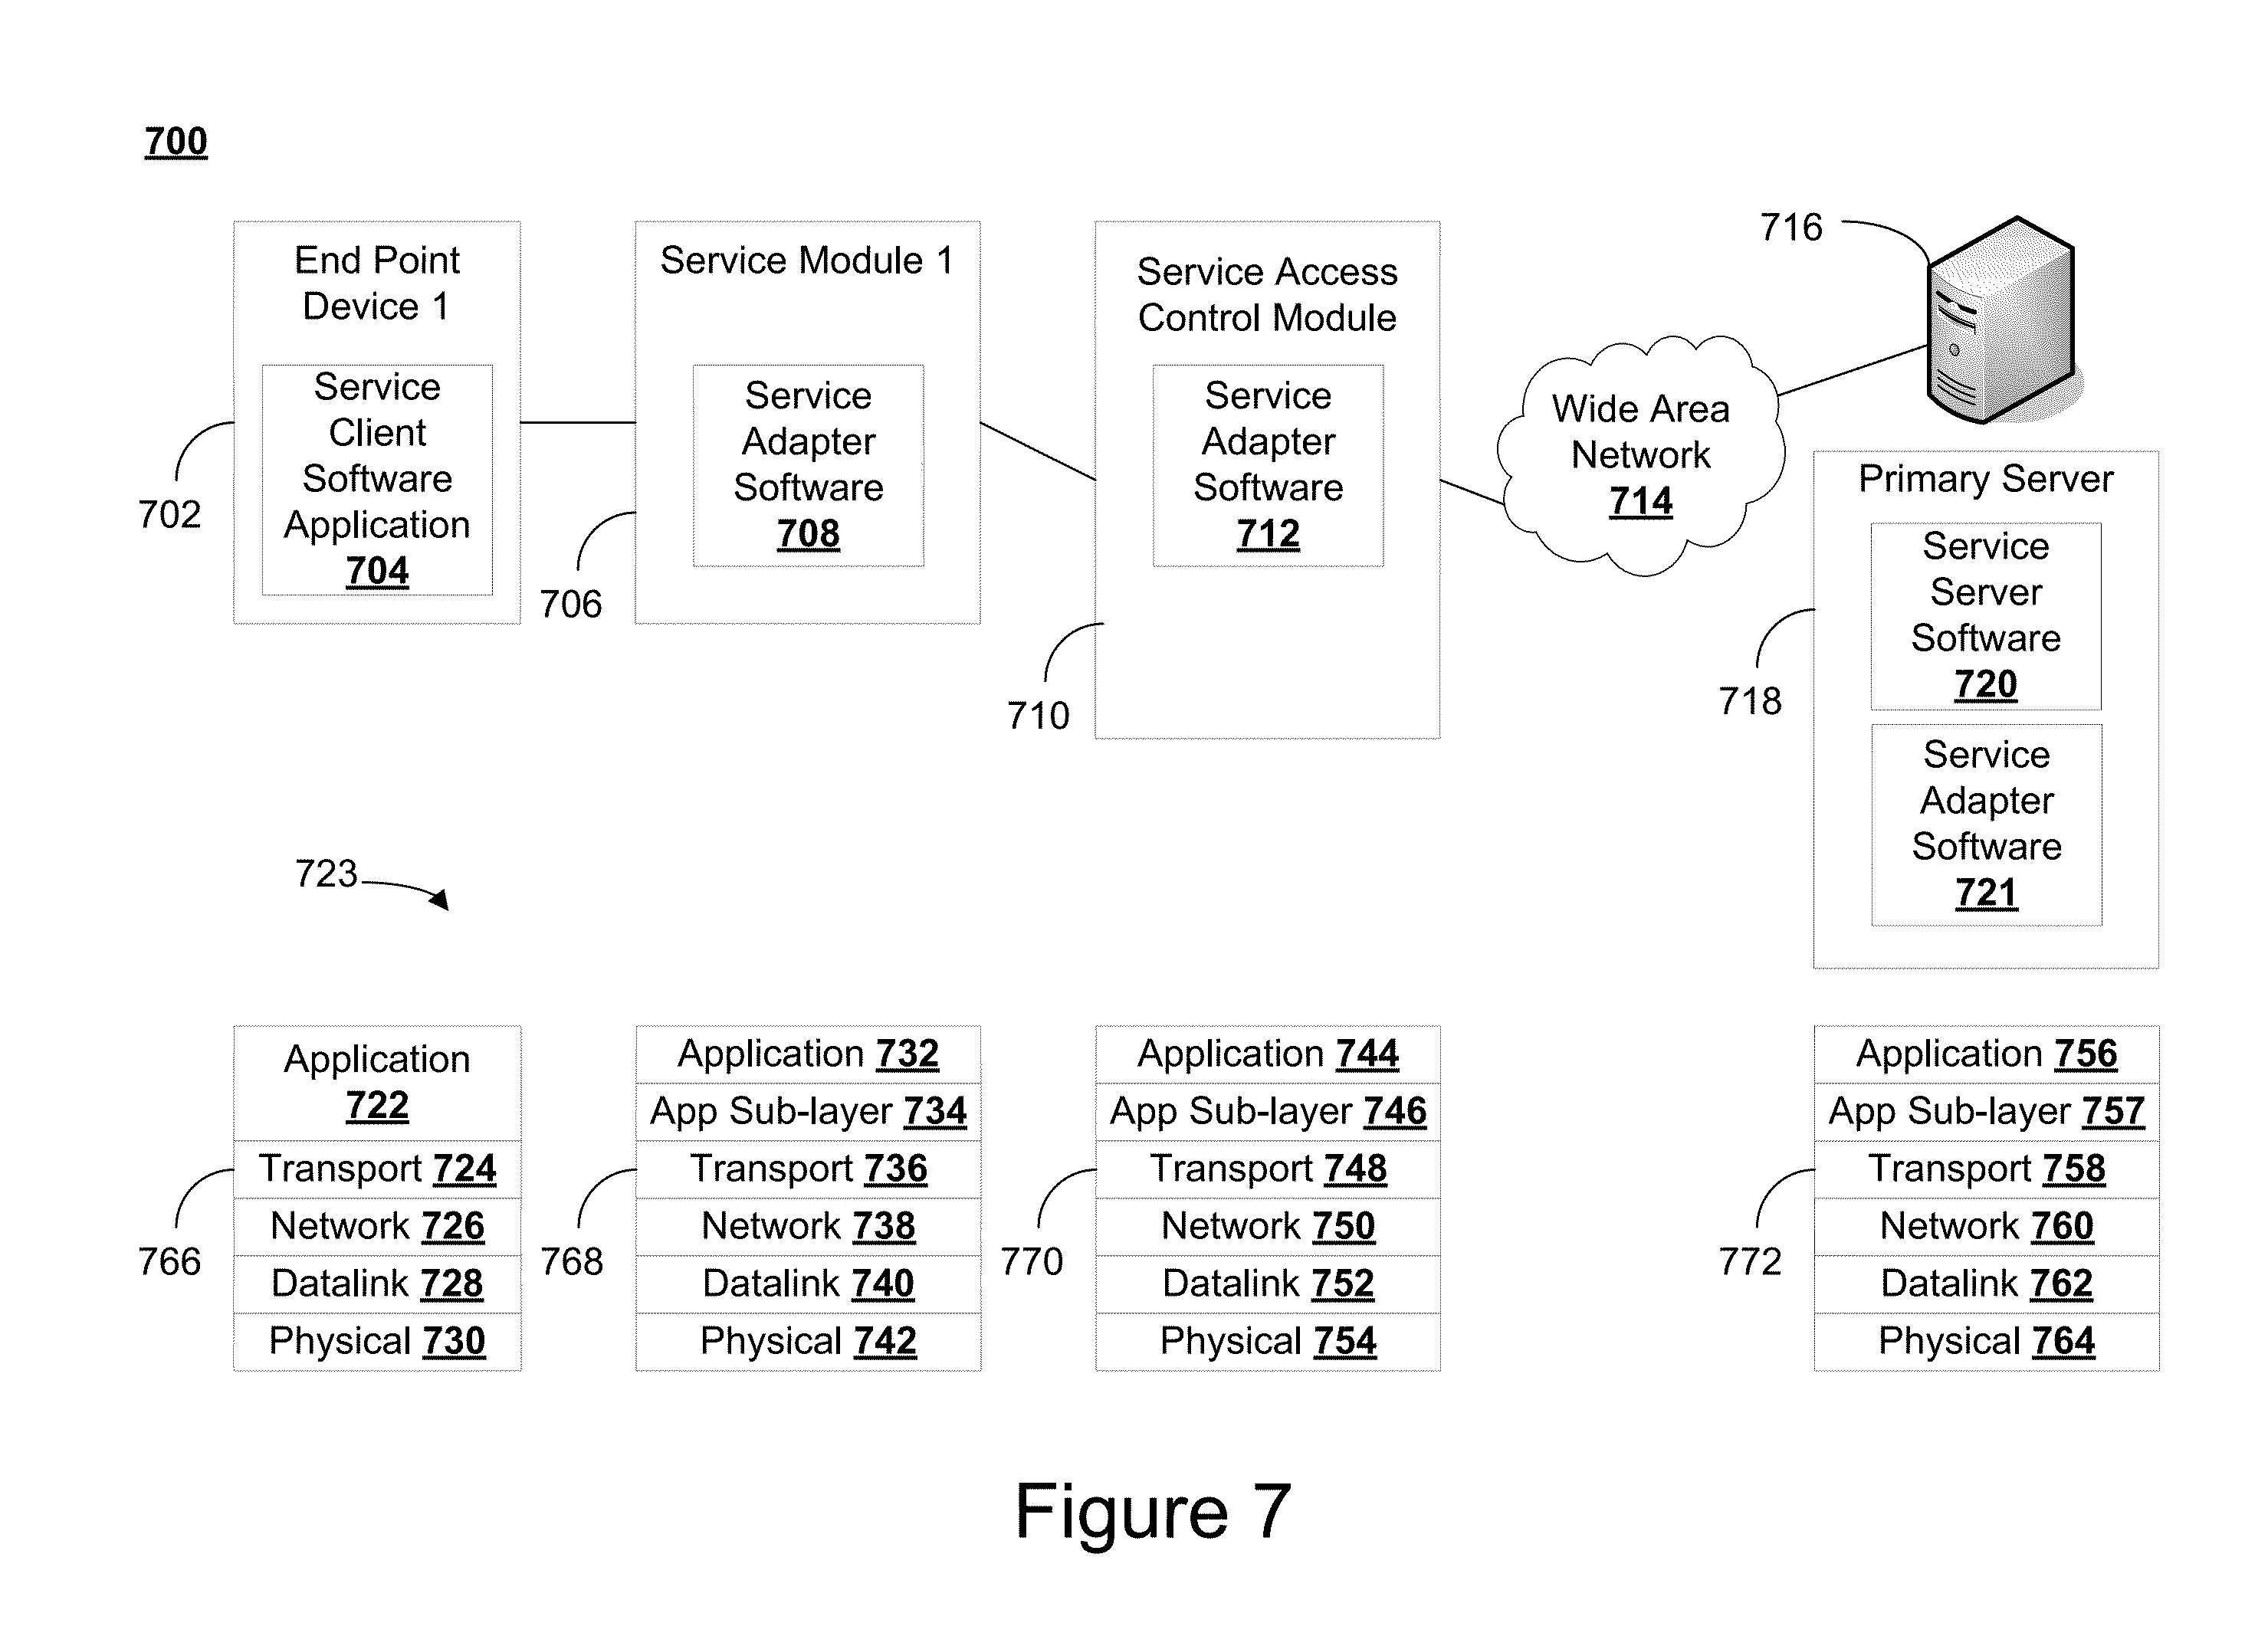 700
End Point
Device 1
Service
Client
Software
Application
704
702
Service Module 1
Service
Adapter
Software
708
706
Service Access
Control Module
Service
Adapter
Software
712
710
Wide Area
Network
714
716
Primary Server
Service
Server
Software
720
Service
Adapter
Software
721
718
723
Application
722
Transport 724
Network 726
Datalink 728
Physical 730
766
Application 732
App Sub-layer 734
Transport 736
Network 738
Datalink 740
Physical 742
768
Application 744
App Sub-layer 746
Transport 748
Network 750
Datalink 752
Physical 754
770
Application 756
App Sub-layer 757
Transport 758
Network 760
Datalink 762
Physical 764
772
Figure 7